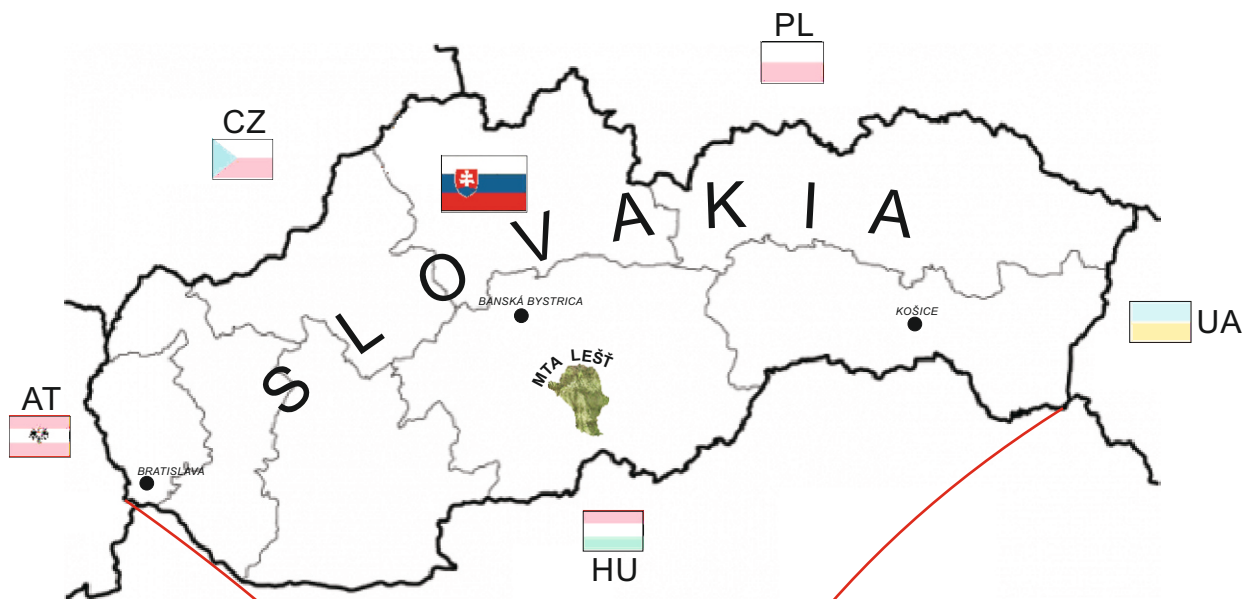 PL
CZ
SLOVAKIA
BANSKÁ BYSTRICA
KOŠICE
UA
MTA LEŠŤ
AT
BRATISLAVA
HU